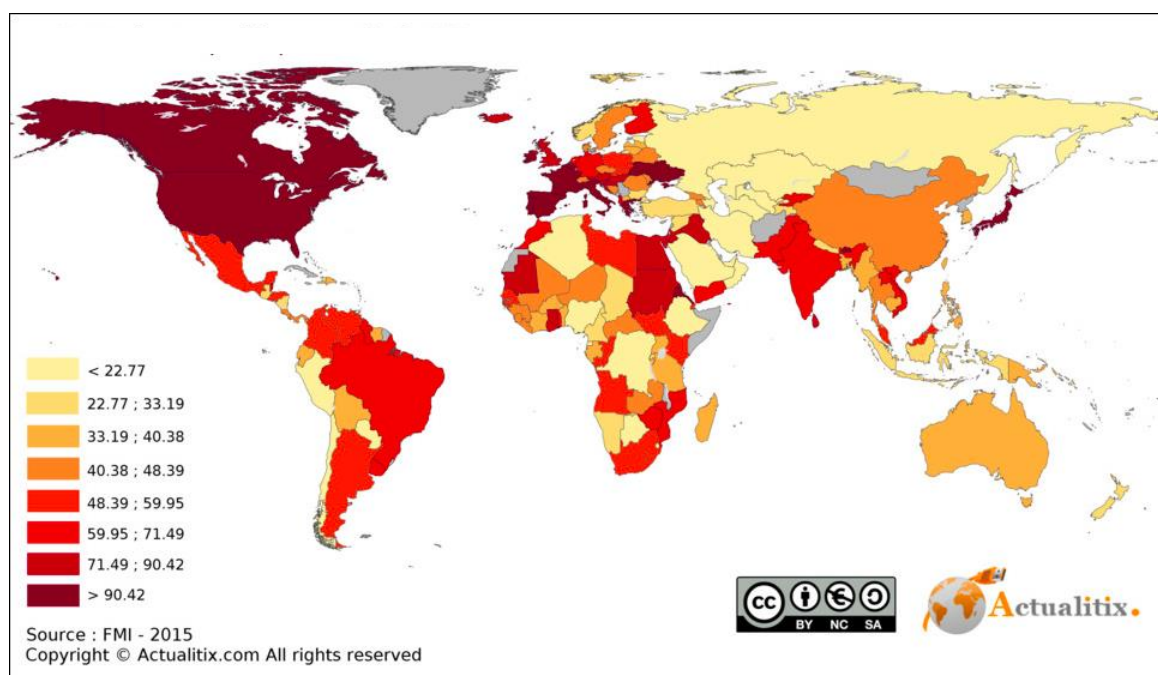 < 22.77
22.77 ; 33.19
33.19 ; 40.38
40.38 ; 48.39
48.39 ; 59.95
59.95 ; 71.49
71.49 ; 90.42
> 90.42
Source : FMI - 2015
Copyright © Actualitix.com All rights reserved
cc
BY NC SA
Actualitix.